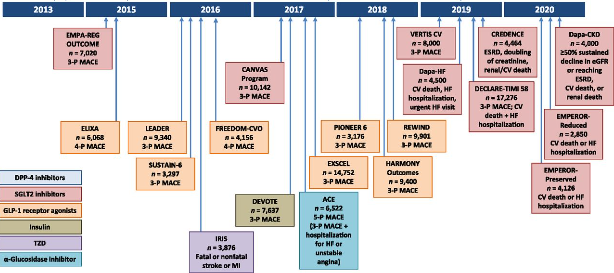 2013
2015
2016
2017
2018
2019
2020
EMPA-REG
OUTCOME
n = 7,020
3-P MACE
CANVAS
Program
n = 10,142
3-P MACE
VERTIS CV
n = 8,000
3-P MACE
Dapa-HF
n = 4,500
CV death, HF
hospitalization,
urgent HF visit
CREDENCE
n = 4,464
ESRD, doubling
of creatinine,
renal/CV death
DECLARE-TIMI 58
n = 17,276
3-P MACE; CV
death + HF
hospitalization
Dapa-CKD
n = 4,000
≥50% sustained
decline in eGFR
or reaching
ESRD,
CV death, or
renal death
EMPEROR-
Reduced
n = 2,850
CV death or HF
hospitalization
EMPEROR-
Preserved
n = 4,126
CV death or HF
hospitalization
ELIXA
n = 6,068
4-P MACE
LEADER
n = 9,340
3-P MACE
SUSTAIN-6
n = 3,297
3-P MACE
FREEDOM-CVO
n = 4,156
4-P MACE
PIONEER 6
n = 3,176
3-P MACE
EXSCEL
n = 14,752
3-P MACE
REWIND
n = 9,901
3-P MACE
HARMONY
Outcomes
n = 9,400
3-P MACE
DEVOTE
n = 7,637
3-P MACE
ACE
n = 6,522
5-P MACE
(3-P MACE +
hospitalization
for HF or
unstable
angina)
IRIS
n = 3,876
Fatal or nonfatal
stroke or MI
DPP-4 inhibitors
SGLT2 inhibitors
GLP-1 receptor agonists
Insulin
TZD
α-Glucosidase inhibitor